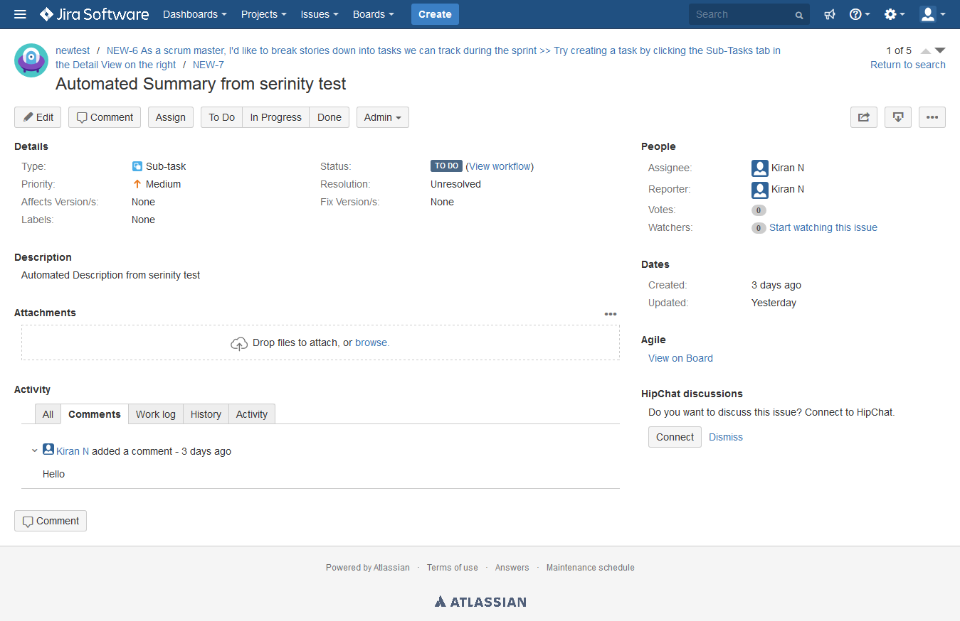 Jira Software Dashboards Projects Issues Boards Create Search
newtest / NEW-6 As a scrum master, I'd like to break stories down into tasks we can track during the sprint >> Try creating a task by clicking the Sub-Tasks tab in
the Detail View on the right / NEW-7
1 of 5
Return to search
Automated Summary from serinity test
Edit Comment Assign To Do In Progress Done Admin
Details
Type: Sub-task Status: TO DO (View workflow)
Priority: Medium Resolution: Unresolved
Affects Version/s: None Fix Version/s: None
Labels: None
Description
Automated Description from serinity test
Attachments
Drop files to attach, or browse.
Activity
All Comments Work log History Activity
Kiran N added a comment - 3 days ago
Hello
Comment
People
Assignee: Kiran N
Reporter: Kiran N
Votes: 0
Watchers: 0 Start watching this issue
Dates
Created: 3 days ago
Updated: Yesterday
Agile
View on Board
HipChat discussions
Do you want to discuss this issue? Connect to HipChat.
Connect Dismiss
Powered by Atlassian · Terms of use · Answers · Maintenance schedule
ATLASSIAN